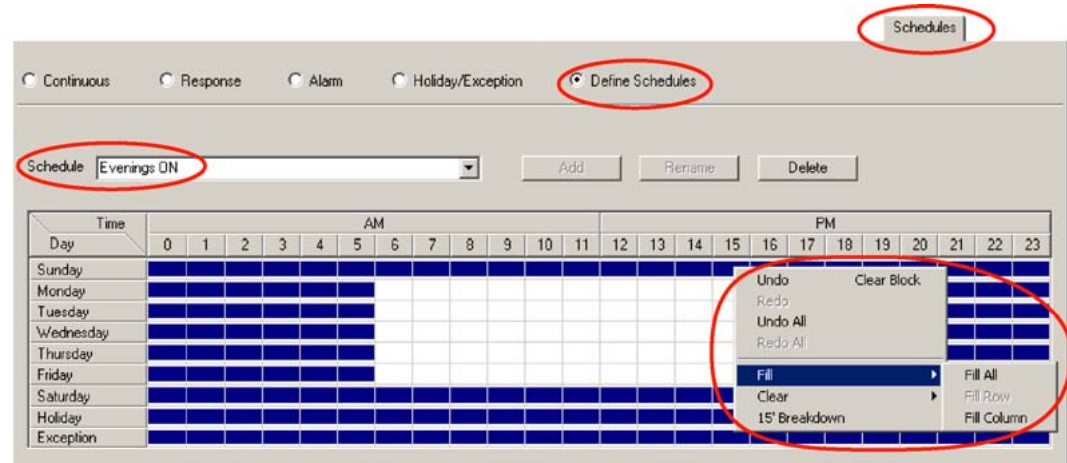 Schedules
Continuous Response Alarm Holiday/Exception Define Schedules
Schedule Evenings ON Add Rename Delete
Time AM PM
Day 0 1 2 3 4 5 6 7 8 9 10 11 12 13 14 15 16 17 18 19 20 21 22 23
Sunday
Monday
Tuesday
Wednesday
Thursday
Friday
Saturday
Holiday
Exception
Undo Clear Block
Redo
Undo All
Redo All
Fill
Clear
15' Breakdown
Fill All
Fill Row
Fill Column